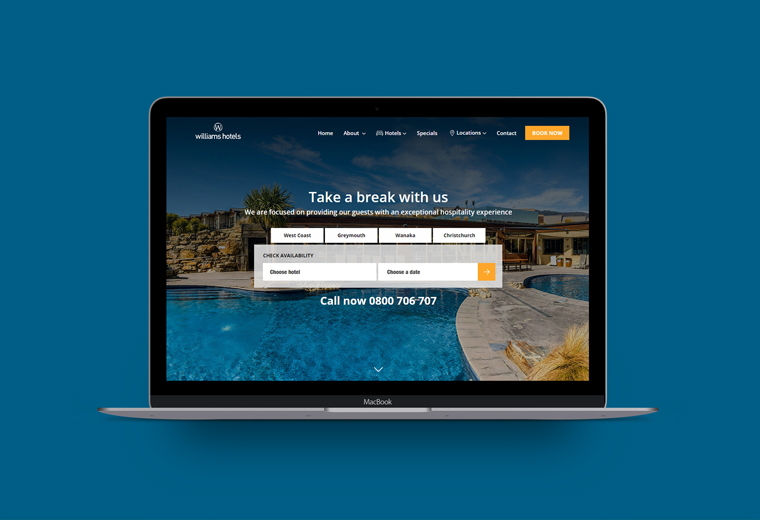 williams hotels
Home About Hotels Specials Locations Contact BOOK NOW
Take a break with us
We are focused on providing our guests with an exceptional hospitality experience
West Coast Greymouth Wanaka Christchurch
CHECK AVAILABILITY
Choose hotel Choose a date
Call now 0800 706 707
MacBook